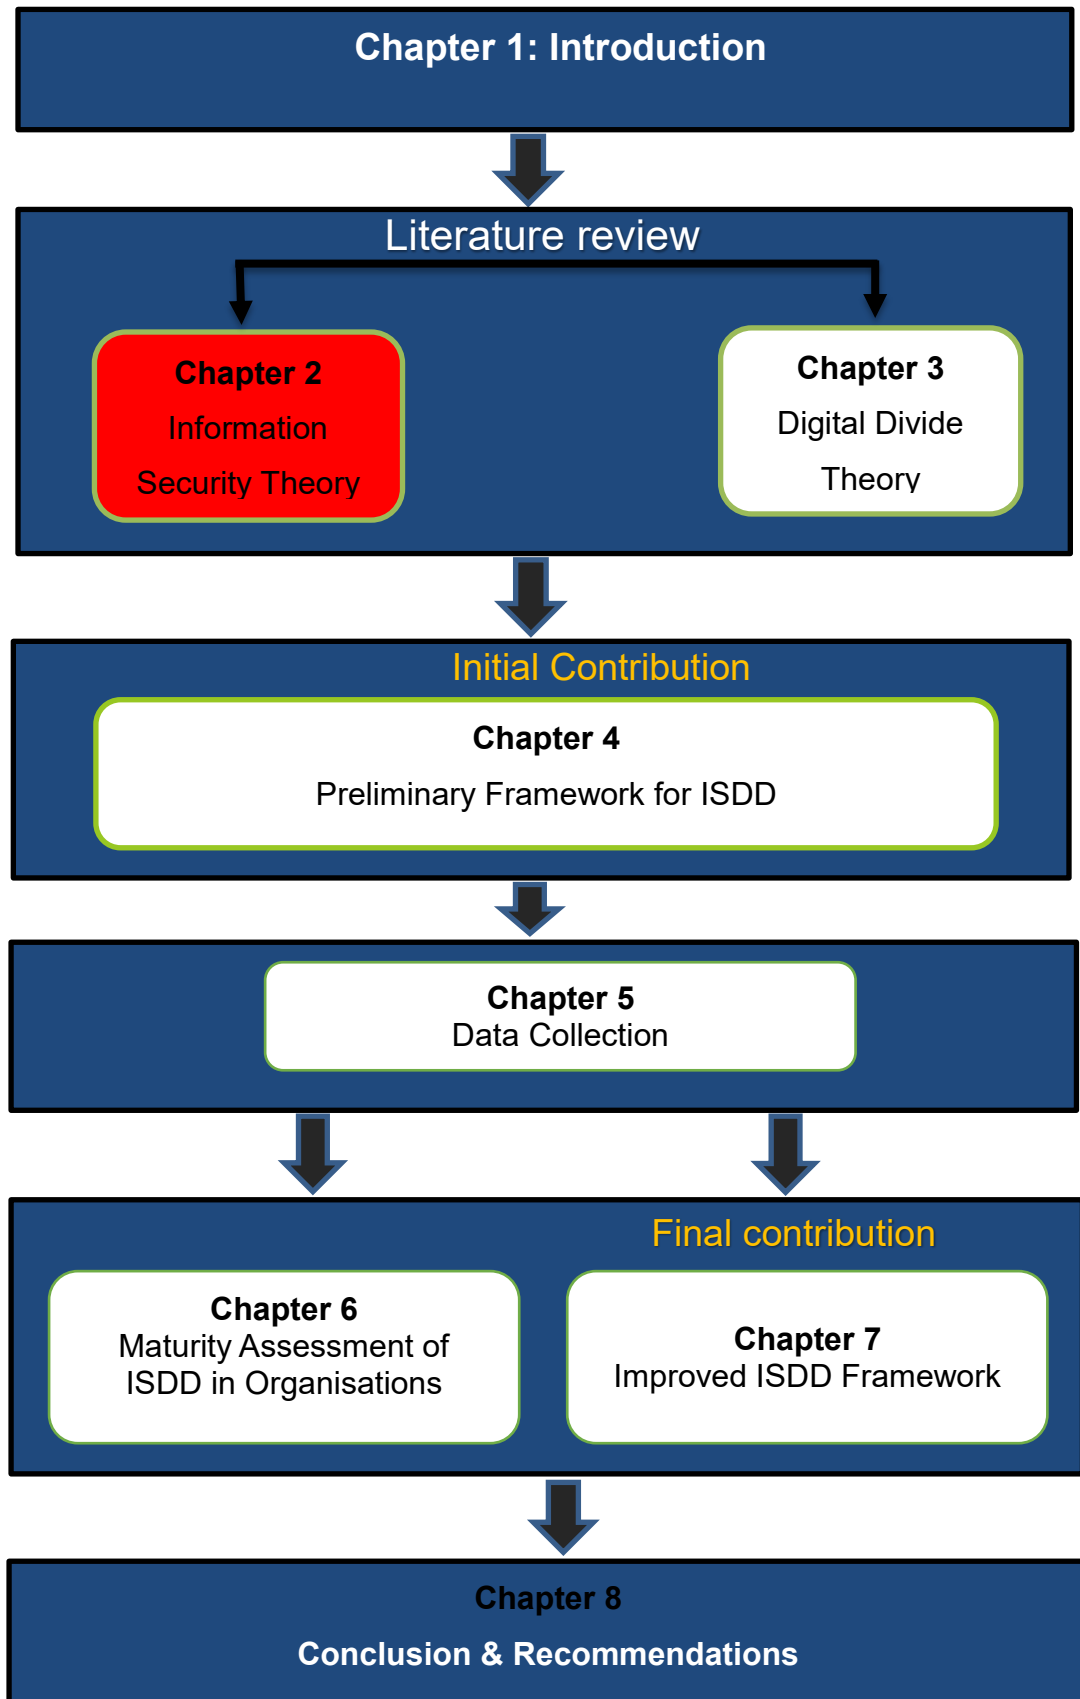 Chapter 1: Introduction
Literature review
Chapter 2
Information
Security Theory
Chapter 3
Digital Divide
Theory
Initial Contribution
Chapter 4
Preliminary Framework for ISDD
Chapter 5
Data Collection
Final contribution
Chapter 6
Maturity Assessment of
ISDD in Organisations
Chapter 7
Improved ISDD Framework
Chapter 8
Conclusion & Recommendations